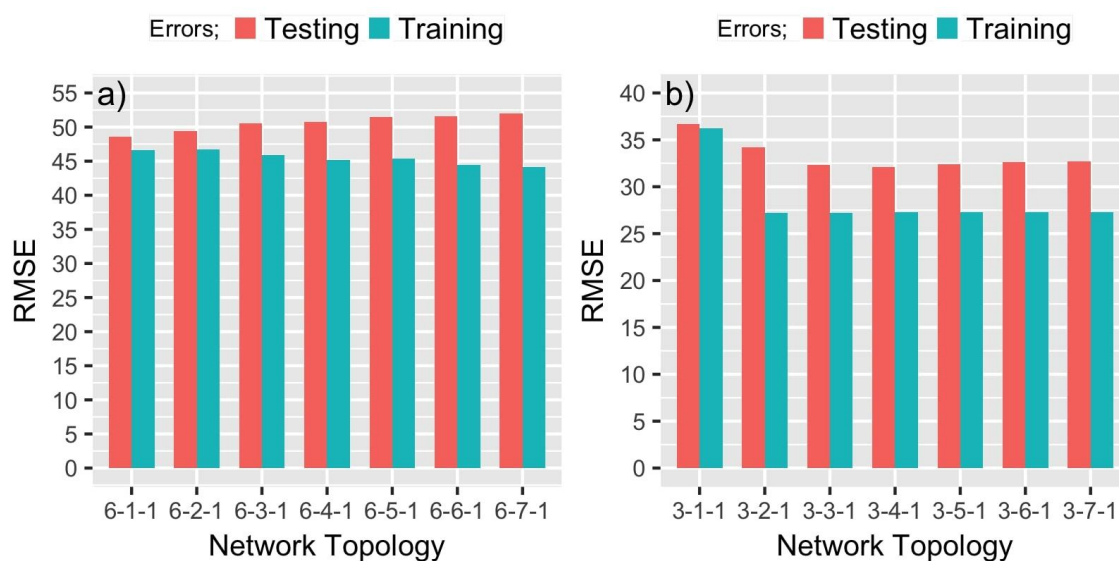 Errors; Testing Training
a)
55
50
45
40
35
30
25
20
15
10
5
0
RMSE
6-1-1 6-2-1 6-3-1 6-4-1 6-5-1 6-6-1 6-7-1
Network Topology
Errors; Testing Training
b)
40
35
30
25
20
15
10
5
0
RMSE
3-1-1 3-2-1 3-3-1 3-4-1 3-5-1 3-6-1 3-7-1
Network Topology